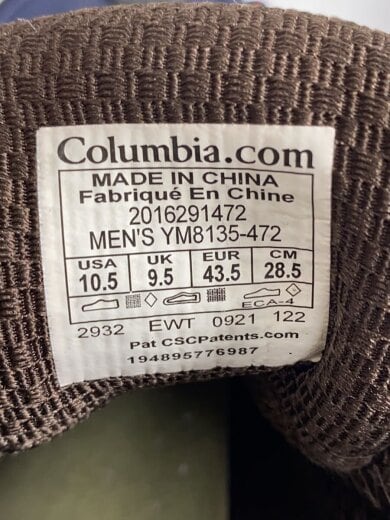 Columbia.com
MADE IN CHINA
Fabriqué En Chine
2016291472
MEN'S YM8135-472
USA UK EUR CM
10.5 9.5 43.5 28.5
ECA-4
2932 EWT 0921 122
Pat CSCPatents.com
194895776987